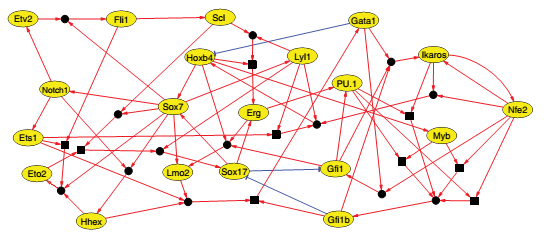 Etv2
Fli1
Scl
Gata1
Hoxb4
Lyl1
Ikaros
Notch1
PU.1
Sox7
Erg
Nfe2
Ets1
Myb
Eto2
Lmo2
Sox17
Gfi1
Hhex
Gfi1b